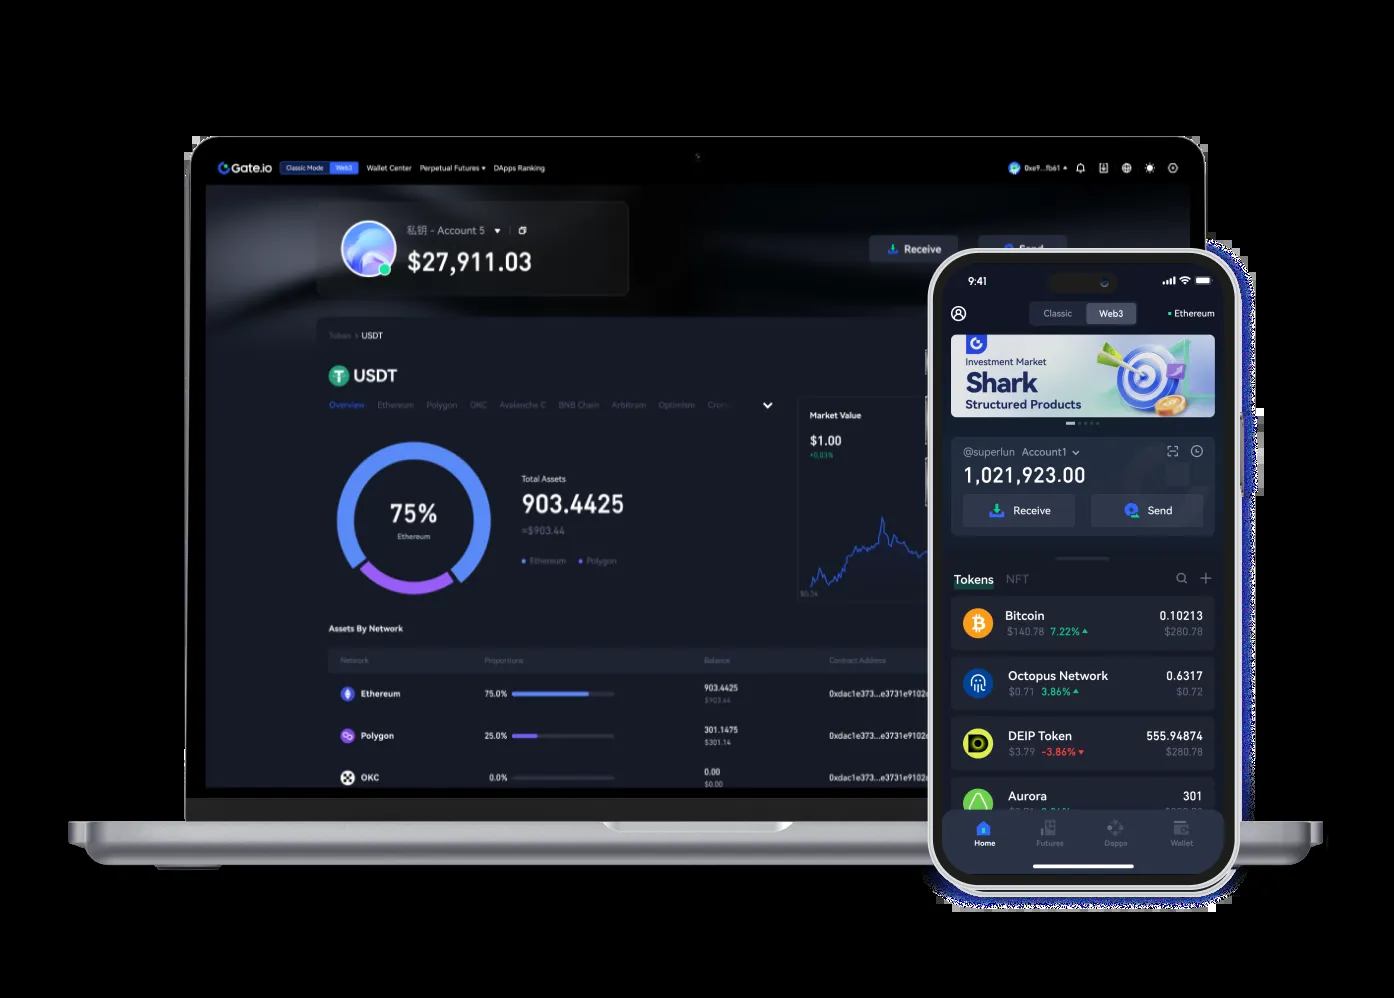 Gate.io Classic Mode Web3 Wallet Center Perpetual Futures DApps Ranking 0xe9...fb61
私钥 - Account 5
$27,911.03
Receive Send
Token > USDT
USDT
Overview Ethereum Polygon OKC Avalanche C BNB Chain Arbitrum Optimism
75%
Ethereum
Total Assets
903.4425
≈$903.44
Ethereum Polygon
Market Value
$1.00
+0.03%
Assets By Network
Network Proportions Balance Contract Address
Ethereum 75.0% 903.4425 0xdac1e373...e3731e9102
$903.44
Polygon 25.0% 301.1475 0xdac1e373...e3731e9102
$301.14
OKC 0.0% 0.00 0xdac1e373...e3731e9102
$0.00
9:41
Classic Web3 Ethereum
Investment Market
Shark
Structured Products
@superlun Account1
1,021,923.00
Receive Send
Tokens NFT
Bitcoin 0.10213
$140.78 7.22% $280.78
Octopus Network 0.6317
$0.71 3.86% $0.72
DEIP Token 555.94874
$3.79 -3.86% $280.78
Aurora 301
Home Futures Dapps Wallet